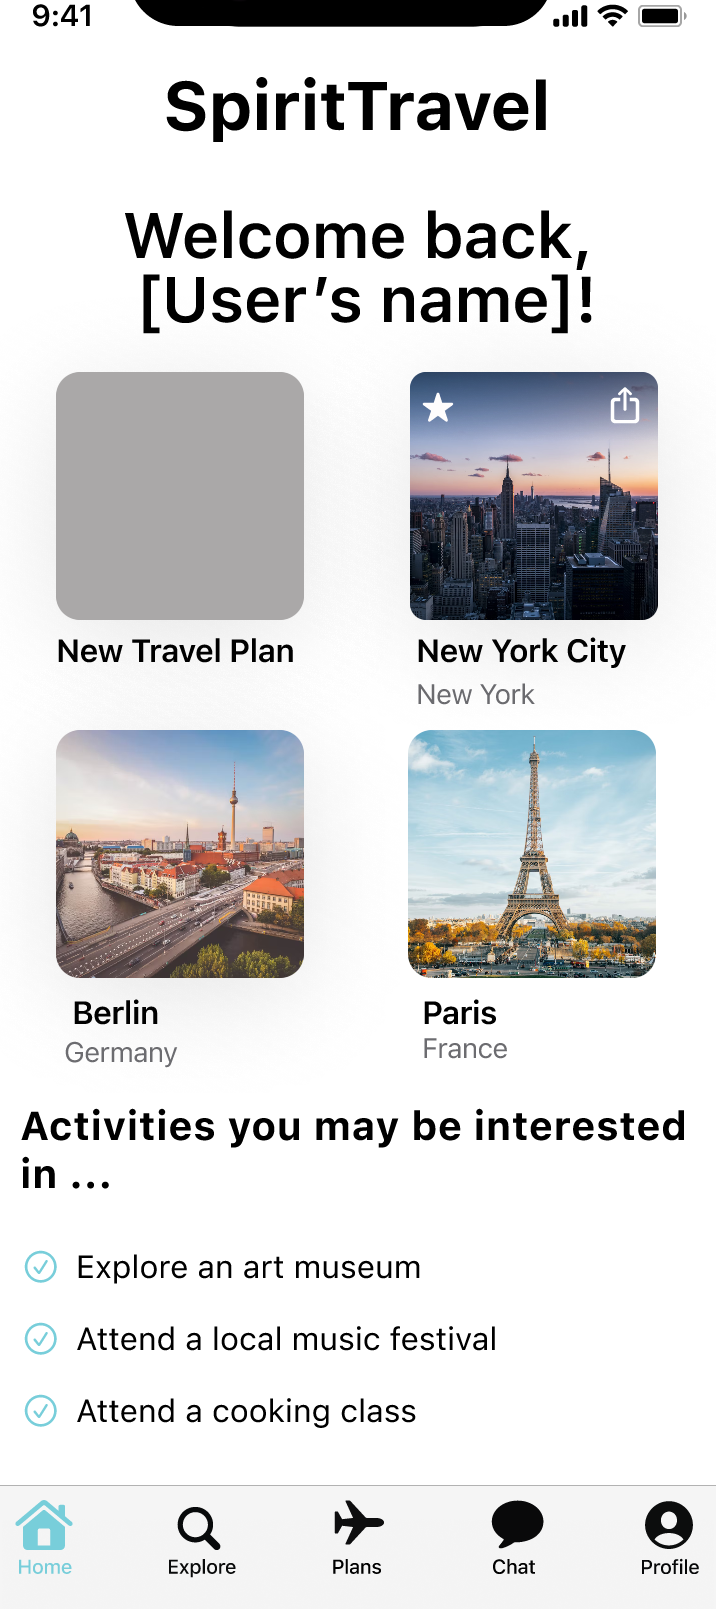 9:41
SpiritTravel
Welcome back,
[User’s name]!
New Travel Plan
New York City
New York
Berlin
Germany
Paris
France
Activities you may be interested
in ...
Explore an art museum
Attend a local music festival
Attend a cooking class
Home
Explore
Plans
Chat
Profile